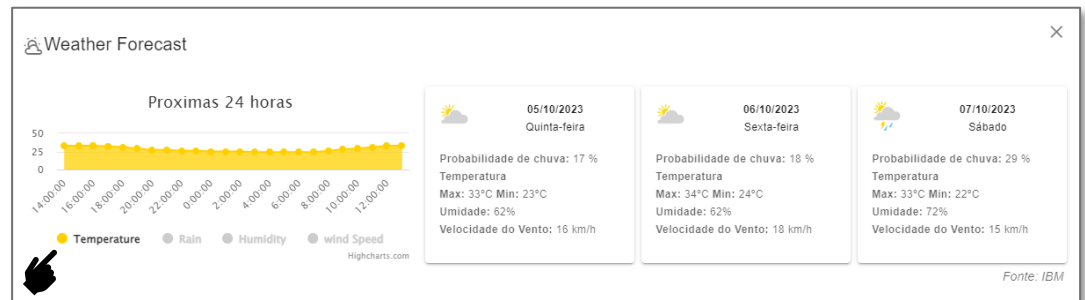 Weather Forecast
Proximas 24 horas
50
25
0
14:00:00
16:00:00
18:00:00
20:00:00
22:00:00
0:00:00
2:00:00
4:00:00
6:00:00
8:00:00
10:00:00
12:00:00
Temperature Rain Humidity wind Speed
Highcharts.com
05/10/2023
Quinta-feira
Probabilidade de chuva: 17 %
Temperatura
Max: 33°C Min: 23°C
Umidade: 62%
Velocidade do Vento: 16 km/h
06/10/2023
Sexta-feira
Probabilidade de chuva: 18 %
Temperatura
Max: 34°C Min: 24°C
Umidade: 62%
Velocidade do Vento: 18 km/h
07/10/2023
Sábado
Probabilidade de chuva: 29 %
Temperatura
Max: 33°C Min: 22°C
Umidade: 72%
Velocidade do Vento: 15 km/h
Fonte: IBM